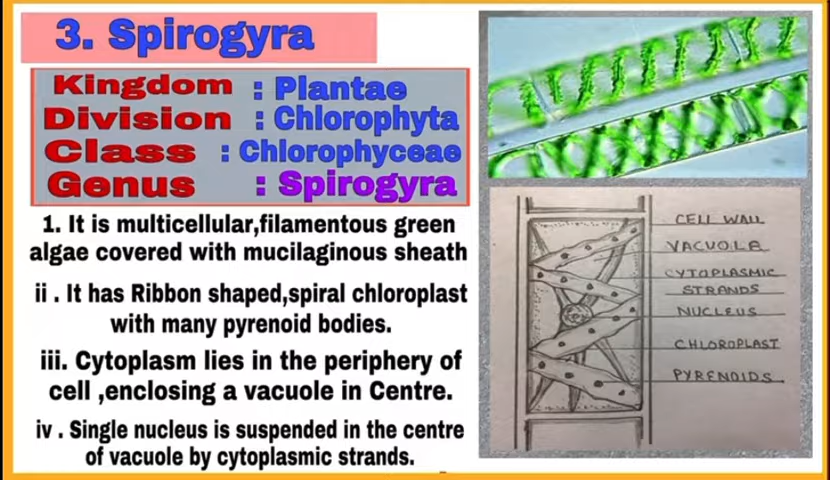 3. Spirogyra
Kingdom : Plantae
Division : Chlorophyta
Class : Chlorophyceae
Genus : Spirogyra
1. It is multicellular,filamentous green
algae covered with mucilaginous sheath
ii . It has Ribbon shaped,spiral chloroplast
with many pyrenoid bodies.
iii. Cytoplasm lies in the periphery of
cell ,enclosing a vacuole in Centre.
iv . Single nucleus is suspended in the centre
of vacuole by cytoplasmic strands.
CELL WALL
VACUOLA
CYTOPLASMIC
STRANDS
NUCLEUS
CHLOROPLAST
PYRENOIDS